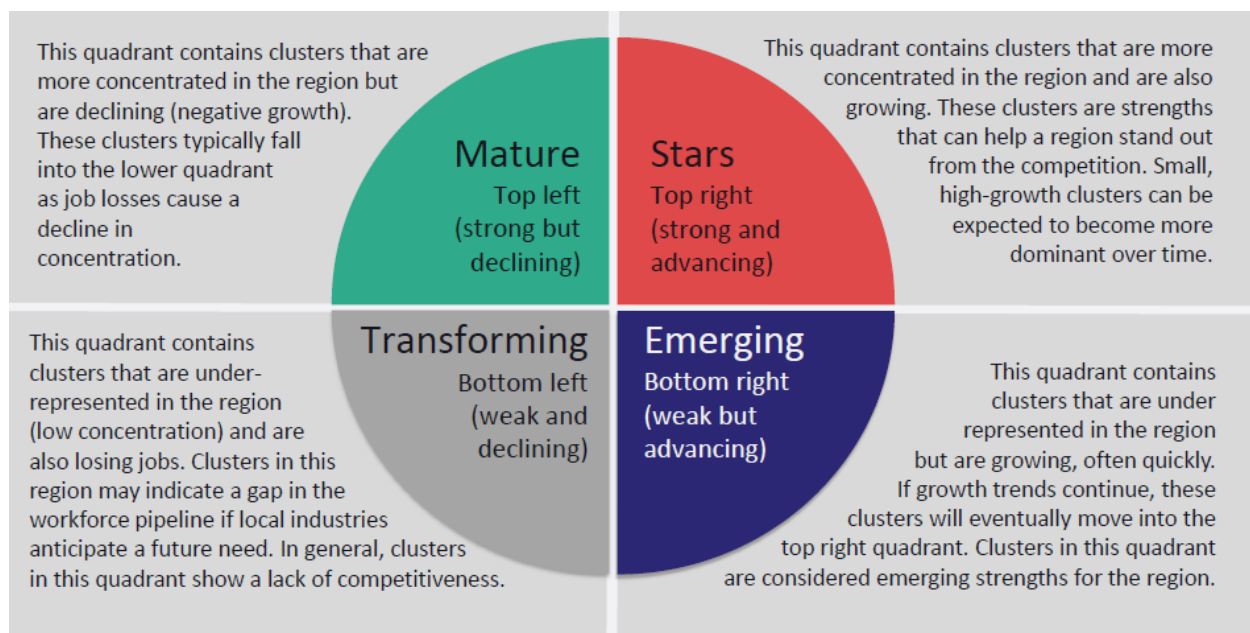 This quadrant contains clusters that are
more concentrated in the region but
are declining (negative growth).
These clusters typically fall
into the lower quadrant
as job losses cause a
decline in
concentration.
Mature
Top left
(strong but
declining)
Stars
Top right
(strong and
advancing)
This quadrant contains clusters that are more
concentrated in the region and are also
growing. These clusters are strengths
that can help a region stand out
from the competition. Small,
high-growth clusters can be
expected to become more
dominant over time.
This quadrant contains
clusters that are under-
represented in the region
(low concentration) and are
also losing jobs. Clusters in this
region may indicate a gap in the
workforce pipeline if local industries
anticipate a future need. In general, clusters
in this quadrant show a lack of competitiveness.
Transforming
Bottom left
(weak and
declining)
Emerging
Bottom right
(weak but
advancing)
This quadrant contains
clusters that are under
represented in the region
but are growing, often quickly.
If growth trends continue, these
clusters will eventually move into the
top right quadrant. Clusters in this quadrant
are considered emerging strengths for the region.